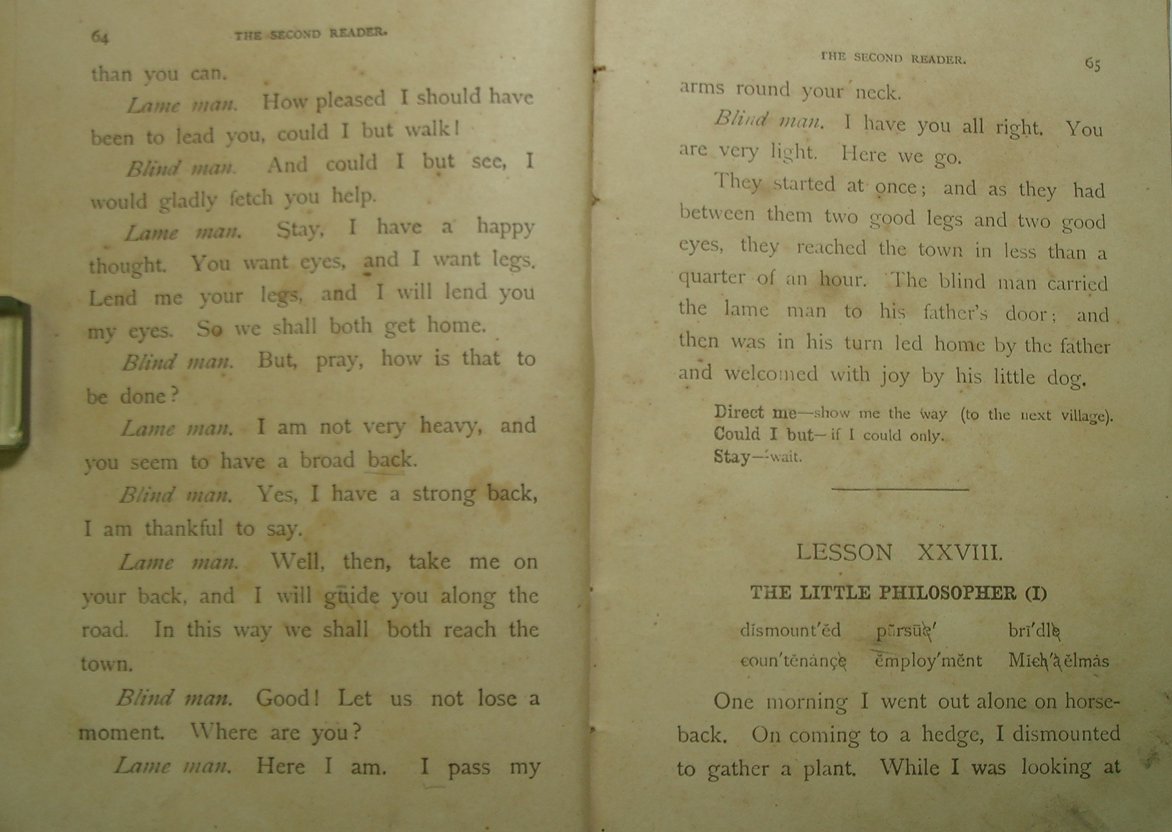 64
THE SECOND READER.
than you can.
Lame man. How pleased I should have
been to lead you, could I but walk!
Blind man. And could I but see, I
would gladly fetch you help.
Lame man. Stay, I have a happy
thought. You want eyes, and I want legs.
Lend me your legs, and I will lend you
my eyes. So we shall both get home.
Blind man. But, pray, how is that to
be done?
Lame man. I am not very heavy, and
you seem to have a broad back.
Blind man. Yes, I have a strong back,
I am thankful to say.
Lame man. Well, then, take me on
your back, and I will guide you along the
road. In this way we shall both reach the
town.
Blind man. Good! Let us not lose a
moment. Where are you?
Lame man. Here I am. I pass my
THE SECOND READER.
65
arms round your neck.
Blind man. I have you all right. You
are very light. Here we go.
They started at once; and as they had
between them two good legs and two good
eyes, they reached the town in less than a
quarter of an hour. The blind man carried
the lame man to his father's door; and
then was in his turn led home by the father
and welcomed with joy by his little dog.
Direct me—show me the way (to the next village).
Could I but—if I could only.
Stay—wait.
LESSON XXVIII.
THE LITTLE PHILOSOPHER (I)
dĭsmount'ĕd pŭrsūe' brī'dle
coun'tĕnånçe ĕmploy'mĕnt Mich'aĕlmås
One morning I went out alone on horse-
back. On coming to a hedge, I dismounted
to gather a plant. While I was looking at